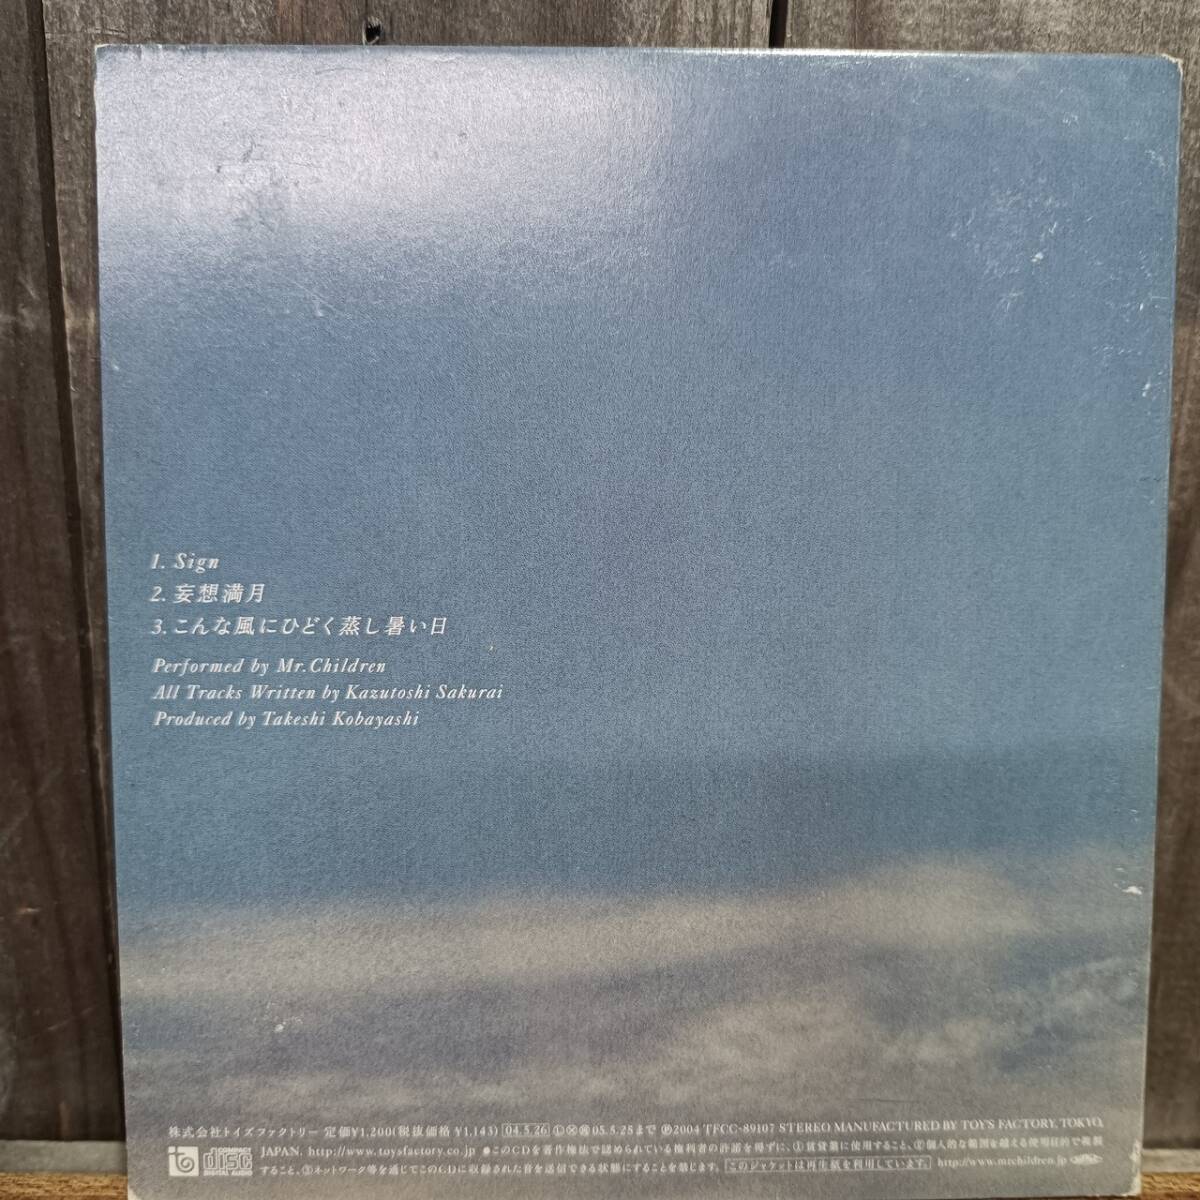 1. Sign
2. 妄想満月
3. こんな風にひどく蒸し暑い日
Performed by Mr.Children
All Tracks Written by Kazutoshi Sakurai
Produced by Takeshi Kobayashi
株式会社トイズファクトリー 定価¥1,200(税抜価格 ¥1,143) 04.5.26 05.5.25まで ℗2004 TFCC-89107 STEREO MANUFACTURED BY TOY'S FACTORY, TOKYO,
JAPAN. http://www.toysfactory.co.jp ●このCDを著作権法で認められている権利者の許諾を得ずに、①賃貸業に使用すること、②個人的な範囲を越える使用目的で複製
すること、③ネットワーク等を通じてこのCDに収録された音を送信できる状態にすることを禁じます。 このジャケットは再生紙を利用しています。 http://www.mrchildren.jp
COMPACT disc DIGITAL AUDIO